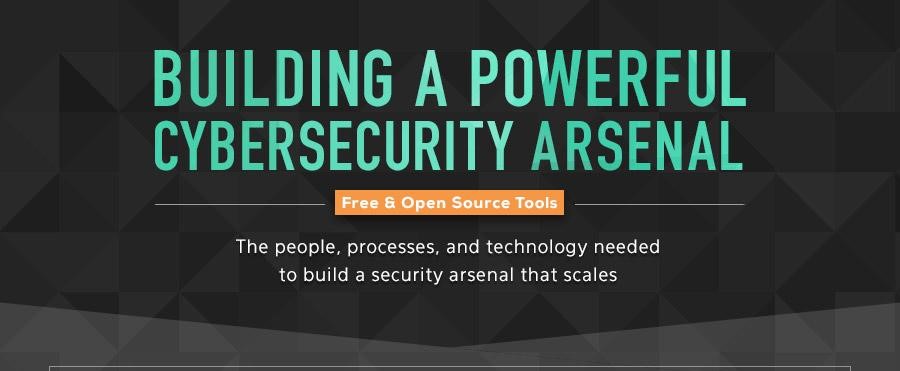 BUILDING A POWERFUL
CYBERSECURITY ARSENAL
Free & Open Source Tools
The people, processes, and technology needed
to build a security arsenal that scales